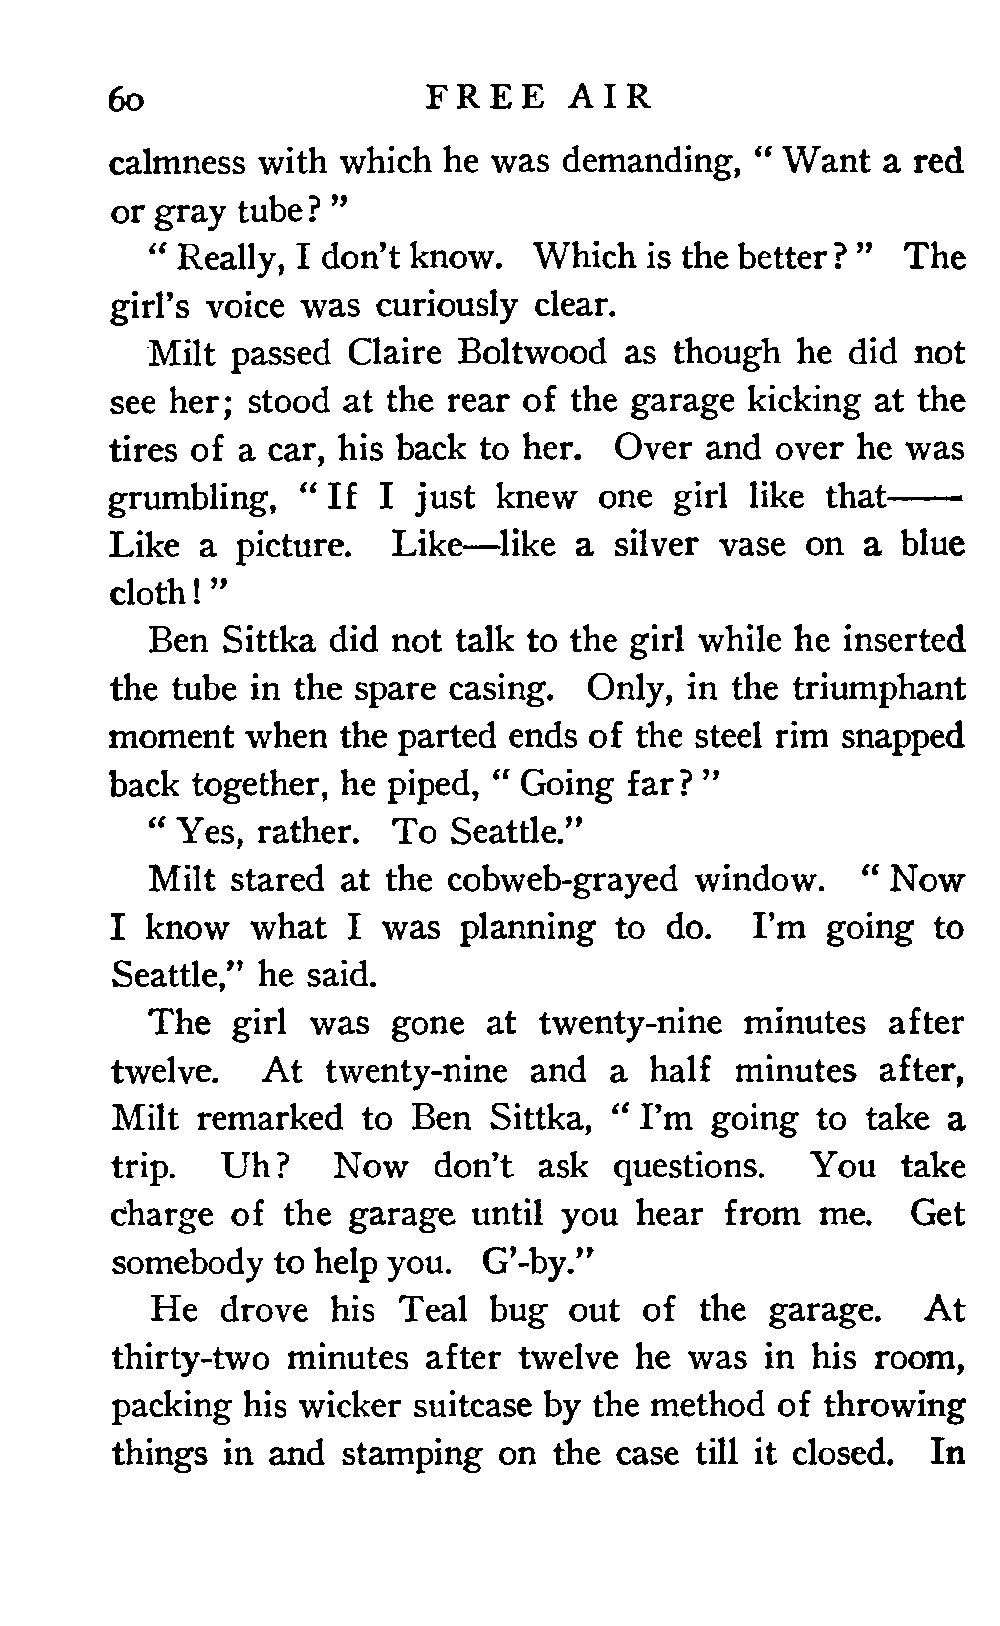 60 FREE AIR
calmness with which he was demanding, “ Want a red
or gray tube? ”
“ Really, I don't know. Which is the better? ” The
girl's voice was curiously clear.
Milt passed Claire Boltwood as though he did not
see her; stood at the rear of the garage kicking at the
tires of a car, his back to her. Over and over he was
grumbling, “ If I just knew one girl like that——
Like a picture. Like—like a silver vase on a blue
cloth! ”
Ben Sittka did not talk to the girl while he inserted
the tube in the spare casing. Only, in the triumphant
moment when the parted ends of the steel rim snapped
back together, he piped, “ Going far? ”
“ Yes, rather. To Seattle.”
Milt stared at the cobweb-grayed window. “ Now
I know what I was planning to do. I'm going to
Seattle,” he said.
The girl was gone at twenty-nine minutes after
twelve. At twenty-nine and a half minutes after,
Milt remarked to Ben Sittka, “ I'm going to take a
trip. Uh? Now don't ask questions. You take
charge of the garage until you hear from me. Get
somebody to help you. G'-by.”
He drove his Teal bug out of the garage. At
thirty-two minutes after twelve he was in his room,
packing his wicker suitcase by the method of throwing
things in and stamping on the case till it closed. In